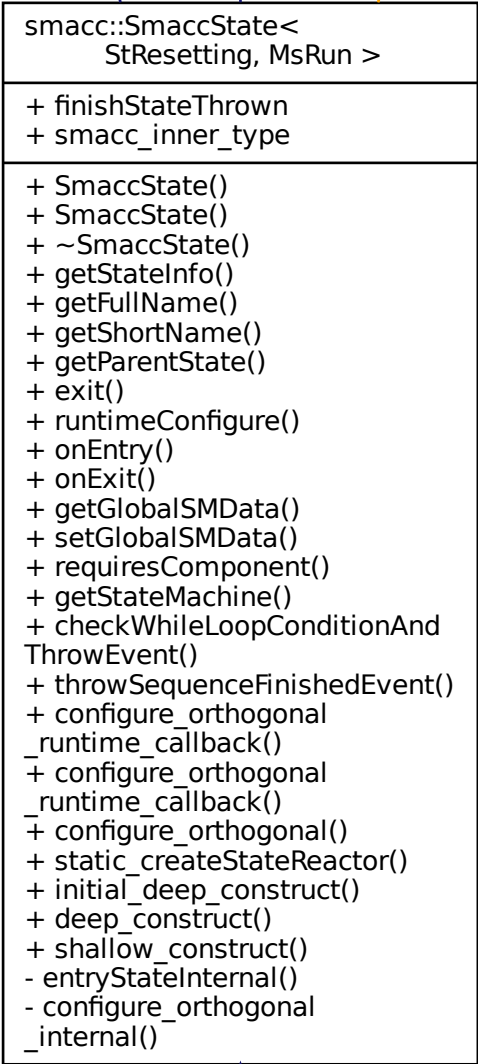 smacc::SmaccState<
StResetting, MsRun >
+ finishStateThrown
+ smacc_inner_type
+ SmaccState()
+ SmaccState()
+ ~SmaccState()
+ getStateInfo()
+ getFullName()
+ getShortName()
+ getParentState()
+ exit()
+ runtimeConfigure()
+ onEntry()
+ onExit()
+ getGlobalSMData()
+ setGlobalSMData()
+ requiresComponent()
+ getStateMachine()
+ checkWhileLoopConditionAnd
ThrowEvent()
+ throwSequenceFinishedEvent()
+ configure_orthogonal
_runtime_callback()
+ configure_orthogonal
_runtime_callback()
+ configure_orthogonal()
+ static_createStateReactor()
+ initial_deep_construct()
+ deep_construct()
+ shallow_construct()
- entryStateInternal()
- configure_orthogonal
_internal()